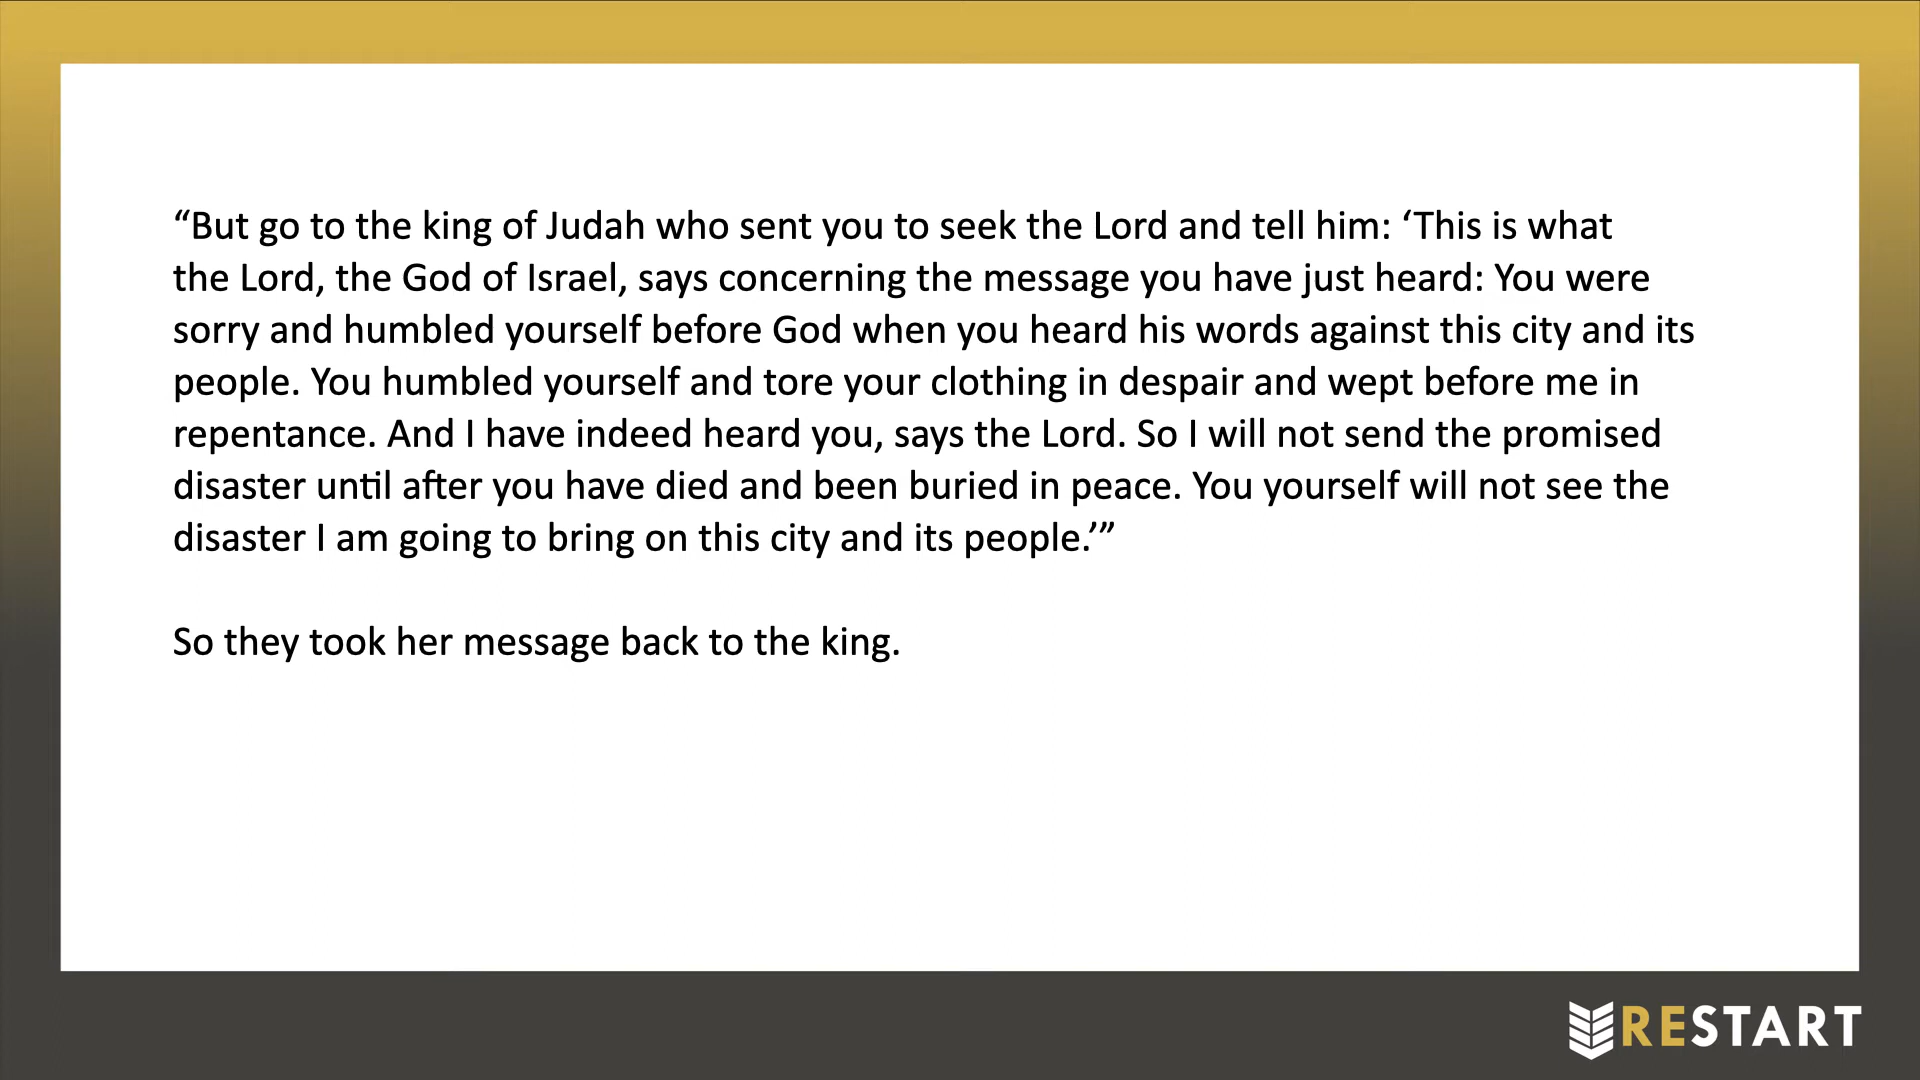 “But go to the king of Judah who sent you to seek the Lord and tell him: ‘This is what
the Lord, the God of Israel, says concerning the message you have just heard: You were
sorry and humbled yourself before God when you heard his words against this city and its
people. You humbled yourself and tore your clothing in despair and wept before me in
repentance. And I have indeed heard you, says the Lord. So I will not send the promised
disaster until after you have died and been buried in peace. You yourself will not see the
disaster I am going to bring on this city and its people.’”
So they took her message back to the king.
RESTART